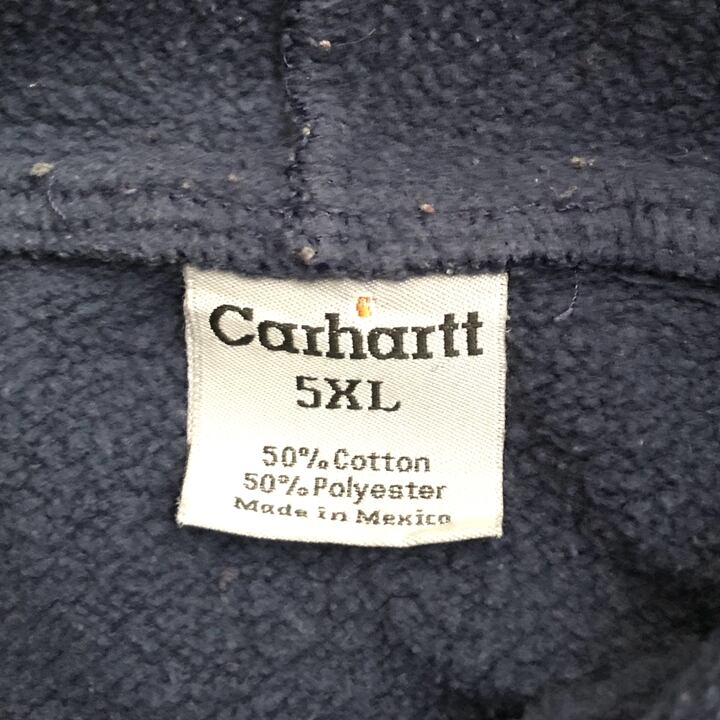 Carhartt
5XL
50% Cotton
50% Polyester
Made in Mexico